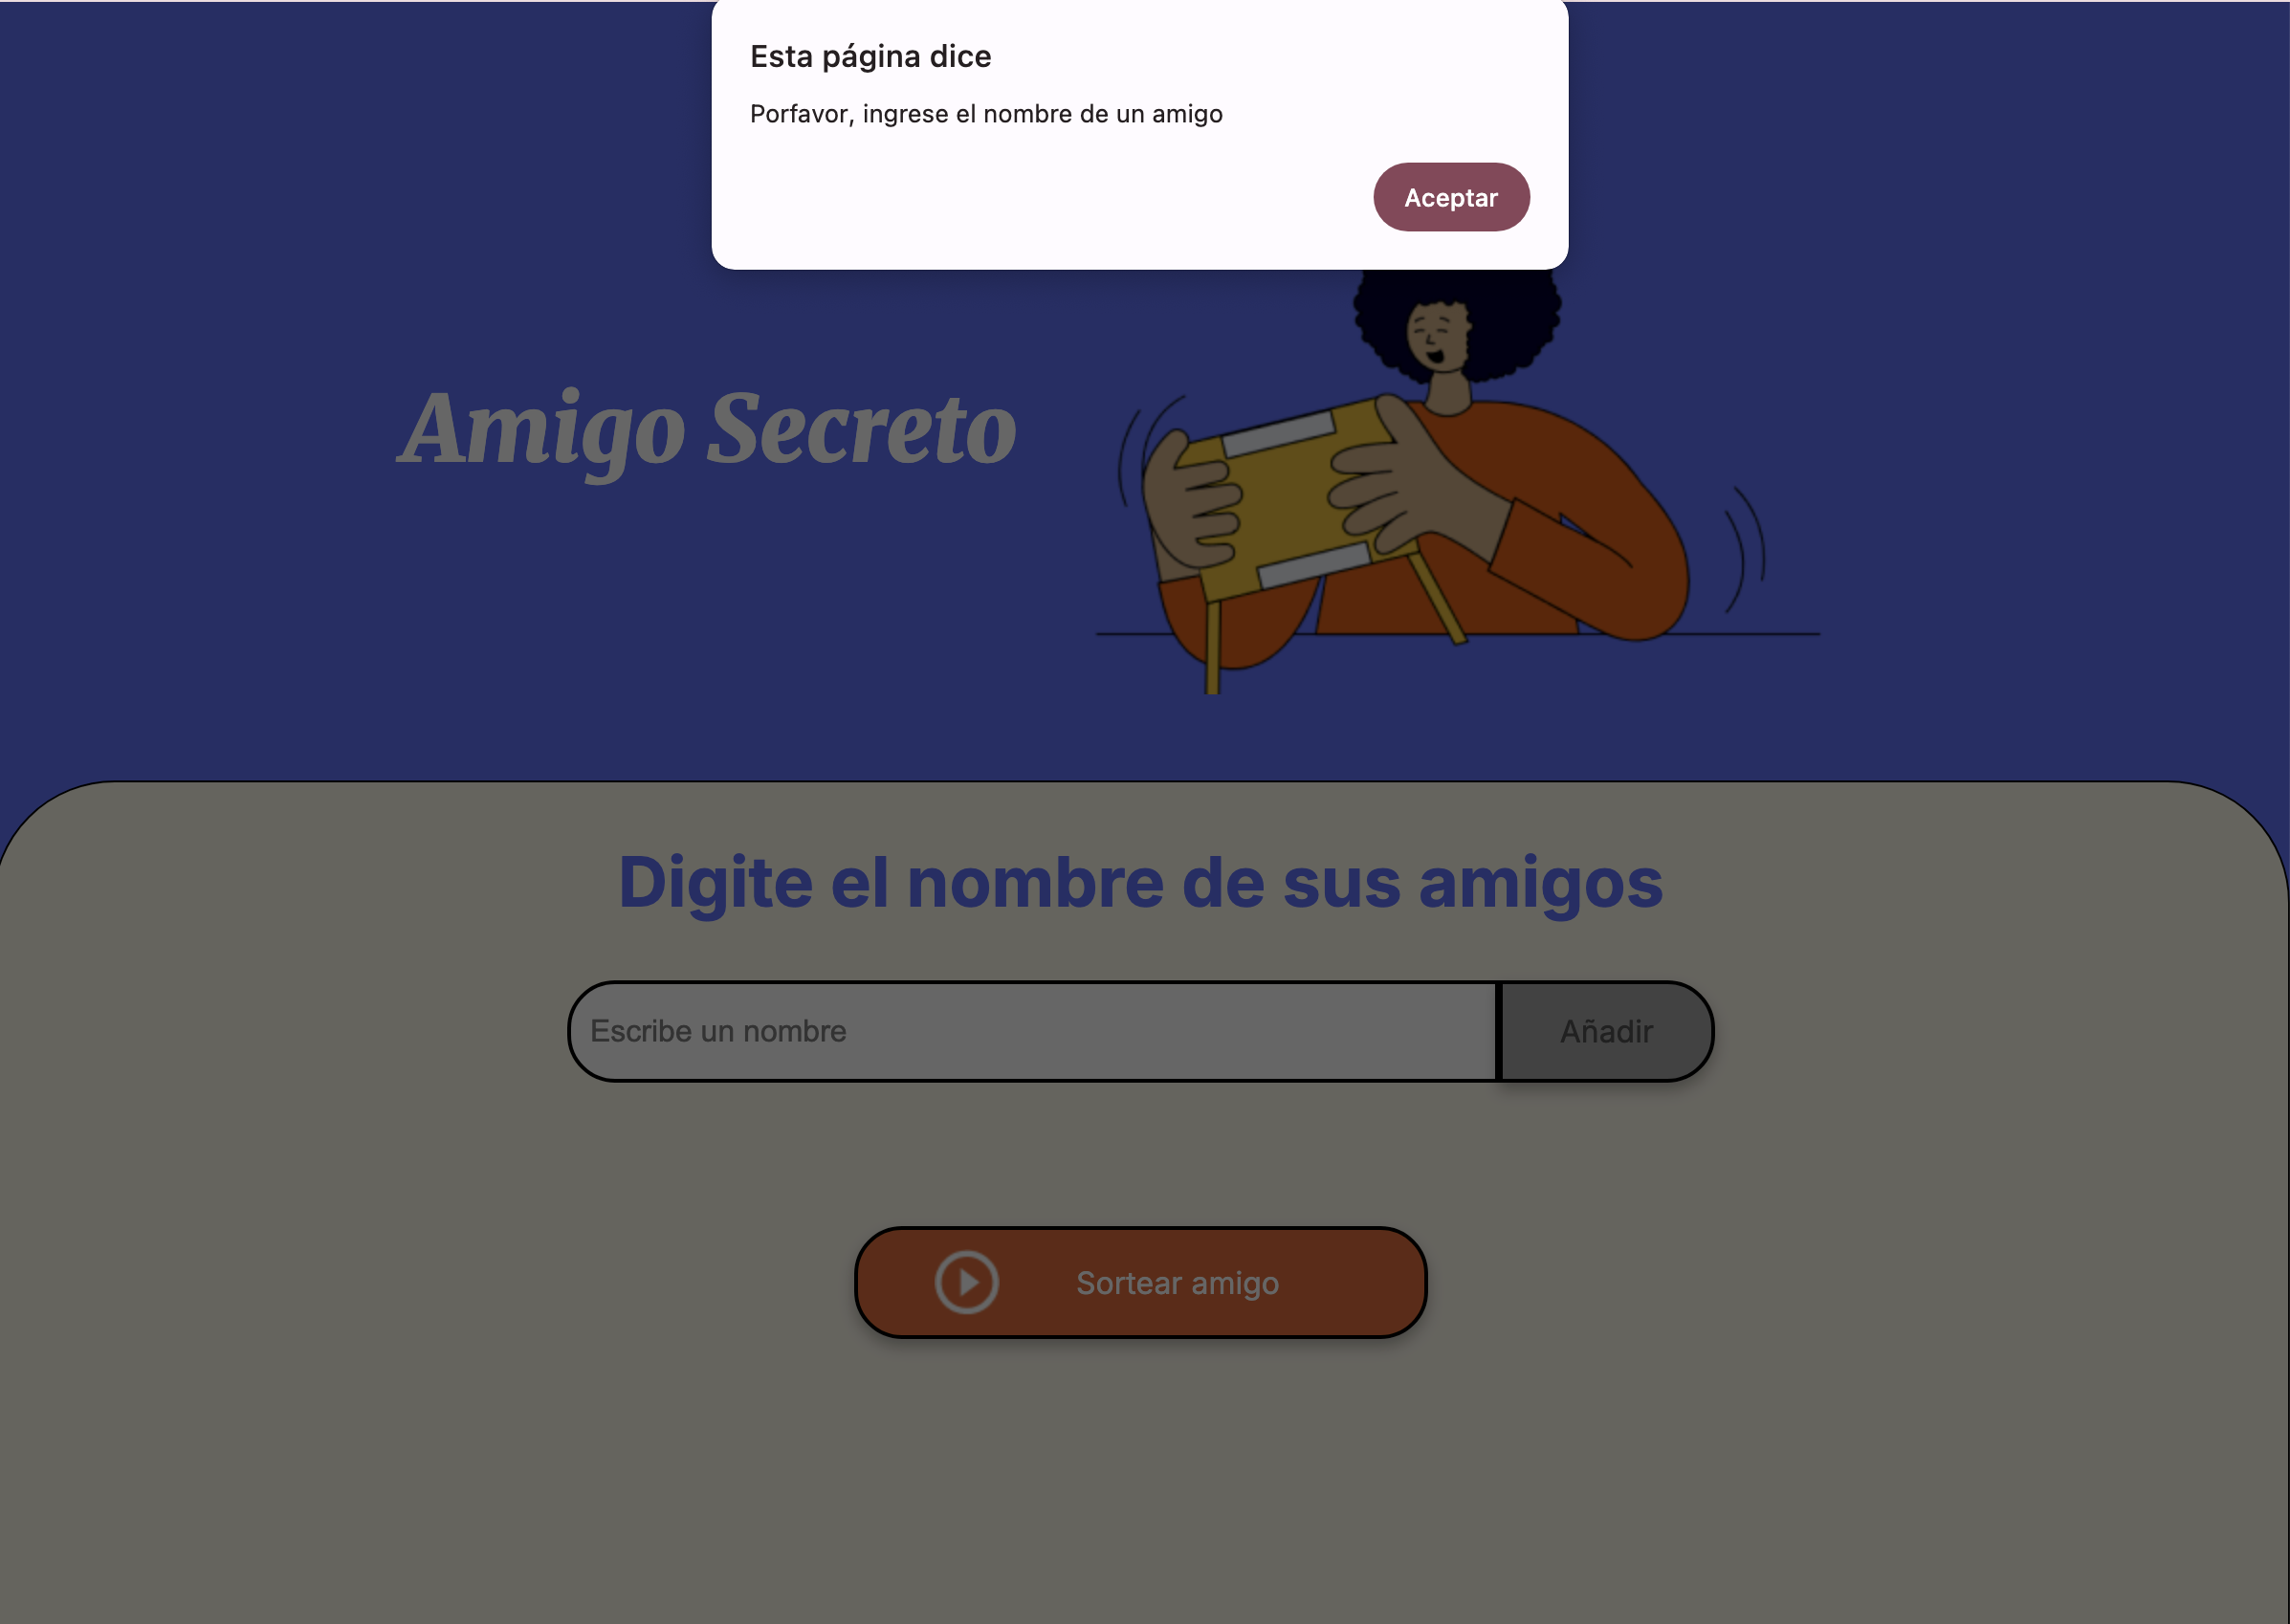 Esta página dice
Porfavor, ingrese el nombre de un amigo
Aceptar
Amigo Secreto
Digite el nombre de sus amigos
Escribe un nombre
Añadir
Sortear amigo